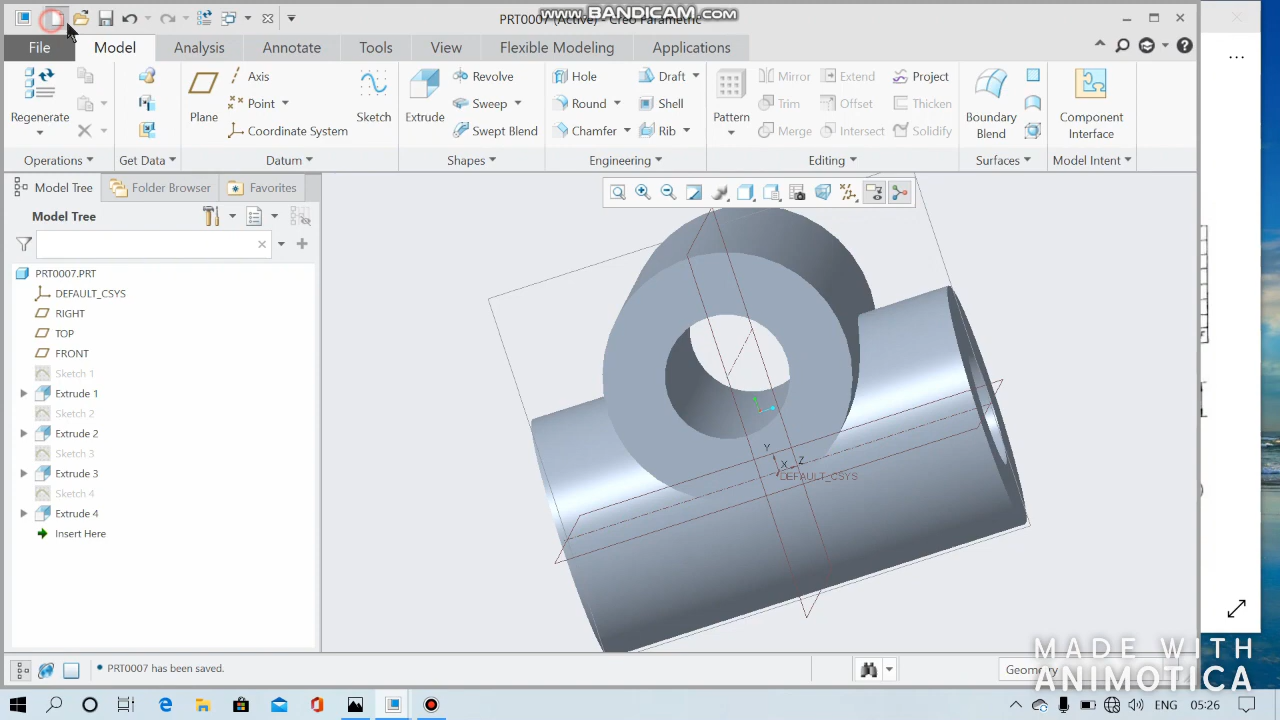 www.BANDICAM.com
PRT0007 (Active) - Creo Parametric
File Model Analysis Annotate Tools View Flexible Modeling Applications
Regenerate
Operations
Get Data
Plane
Axis
Point
Coordinate System
Sketch
Datum
Extrude
Revolve
Sweep
Swept Blend
Shapes
Hole
Round
Chamfer
Draft
Shell
Rib
Engineering
Pattern
Mirror
Trim
Merge
Extend
Offset
Intersect
Project
Thicken
Solidify
Editing
Boundary
Blend
Surfaces
Component
Interface
Model Intent
Model Tree Folder Browser Favorites
Model Tree
PRT0007.PRT
DEFAULT_CSYS
RIGHT
TOP
FRONT
Sketch 1
Extrude 1
Sketch 2
Extrude 2
Sketch 3
Extrude 3
Sketch 4
Extrude 4
Insert Here
Y
X
Z
DEFAULT_CSYS
• PRT0007 has been saved.
Geometry
MADE WITH
ANIMOTICA
ENG 05:26